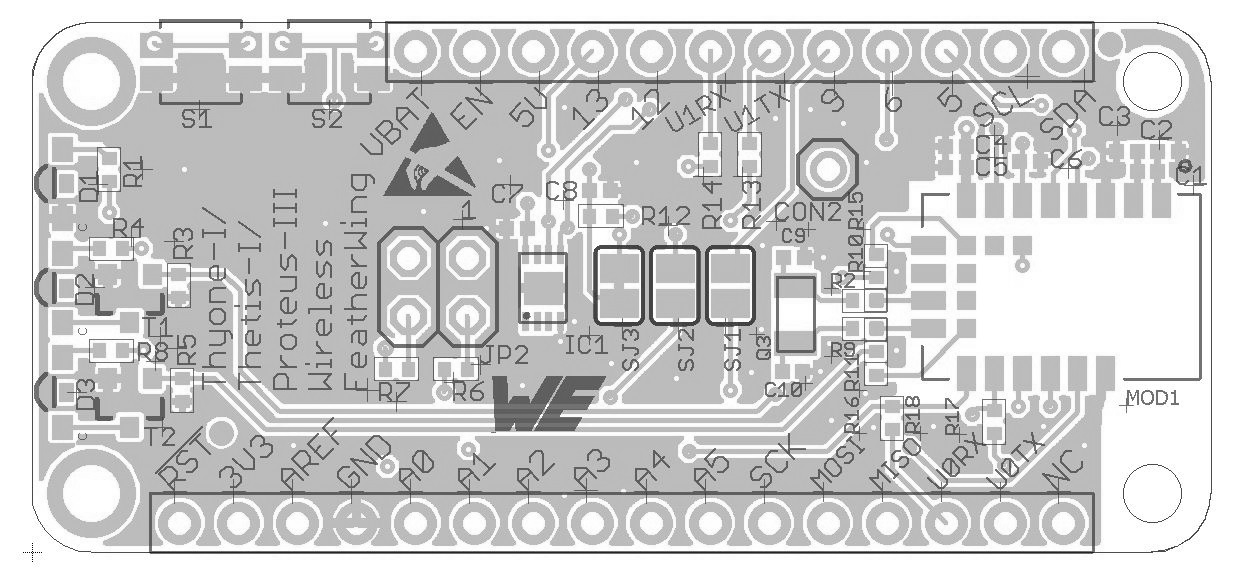 S1
S2
VBAT
EN
5V
13
12
U1RX
U1TX
9
6
5
SCL
SDA
C3
C2
C4
C5
C6
C1
R1
D1
C7
C8
1
R14
R13
R12
CON2
C9
R15
R10
R2
R4
R3
D2
T1
Thyone-I/
Thetis-I/
Proteus-III
Wireless
FeatherWing
R8
R5
D3
T2
R7
R6
JP2
IC1
SJ3
SJ2
SJ1
Q3
C10
R9
R11
R16
R18
R17
MOD1
WE
RST
3V3
AREF
GND
A0
A1
A2
A3
A4
A5
SCK
MOSI
MISO
U0RX
U0TX
NC